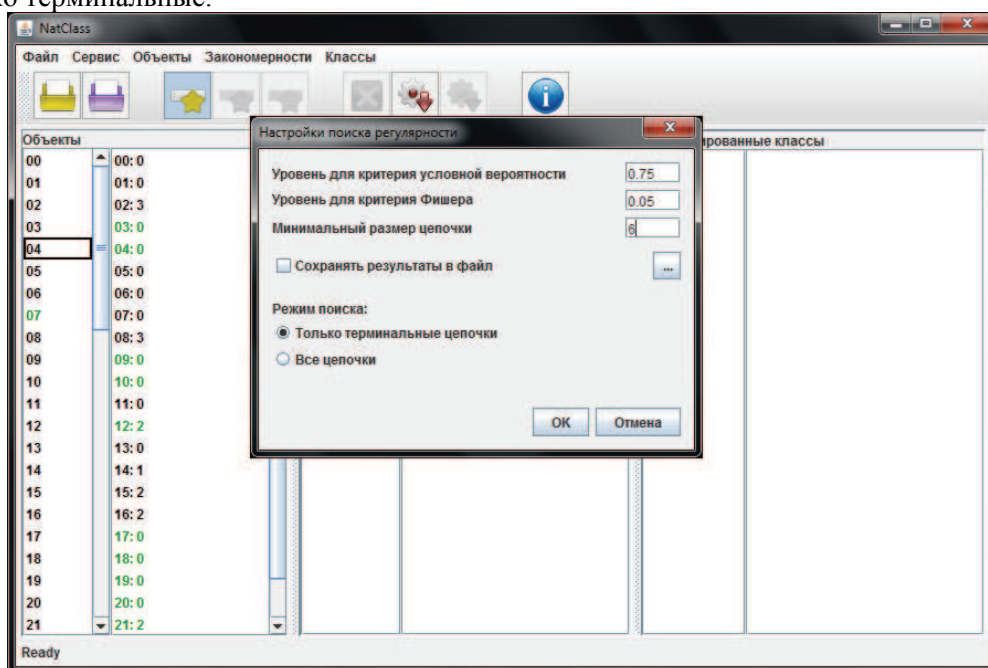 ко терминальные.
NatClass
Файл Сервис Объекты Закономерности Классы
Объекты
00
01
02
03
04
05
06
07
08
09
10
11
12
13
14
15
16
17
18
19
20
21
00: 0
01: 0
02: 3
03: 0
04: 0
05: 0
06: 0
07: 0
08: 3
09: 0
10: 0
11: 0
12: 2
13: 0
14: 1
15: 2
16: 2
17: 0
18: 0
19: 0
20: 0
21: 2
Настройки поиска регулярности
Уровень для критерия условной вероятности 0.75
Уровень для критерия Фишера 0.05
Минимальный размер цепочки 6
Сохранять результаты в файл ...
Режим поиска:
Только терминальные цепочки
Все цепочки
OK Отмена
ированные классы
Ready